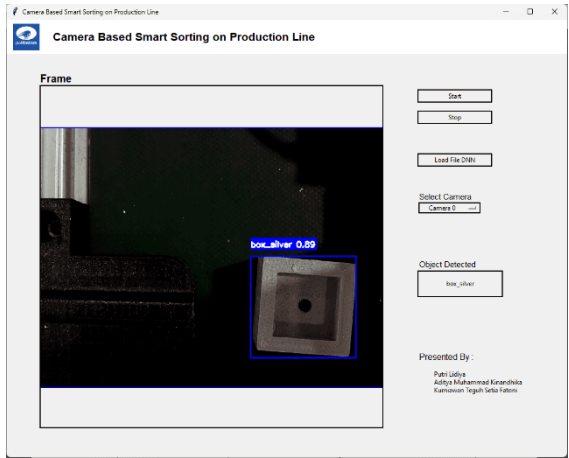 Camera Based Smart Sorting on Production Line
Camera Based Smart Sorting on Production Line
Frame
Start
Stop
Load File DNN
Select Camera
Camera 0
box_silver 0.89
Object Detected
box_silver
Presented By :
Putri Lidiya
Aditya Muhammad Kinandhika
Kurniawan Teguh Setia Fatoni